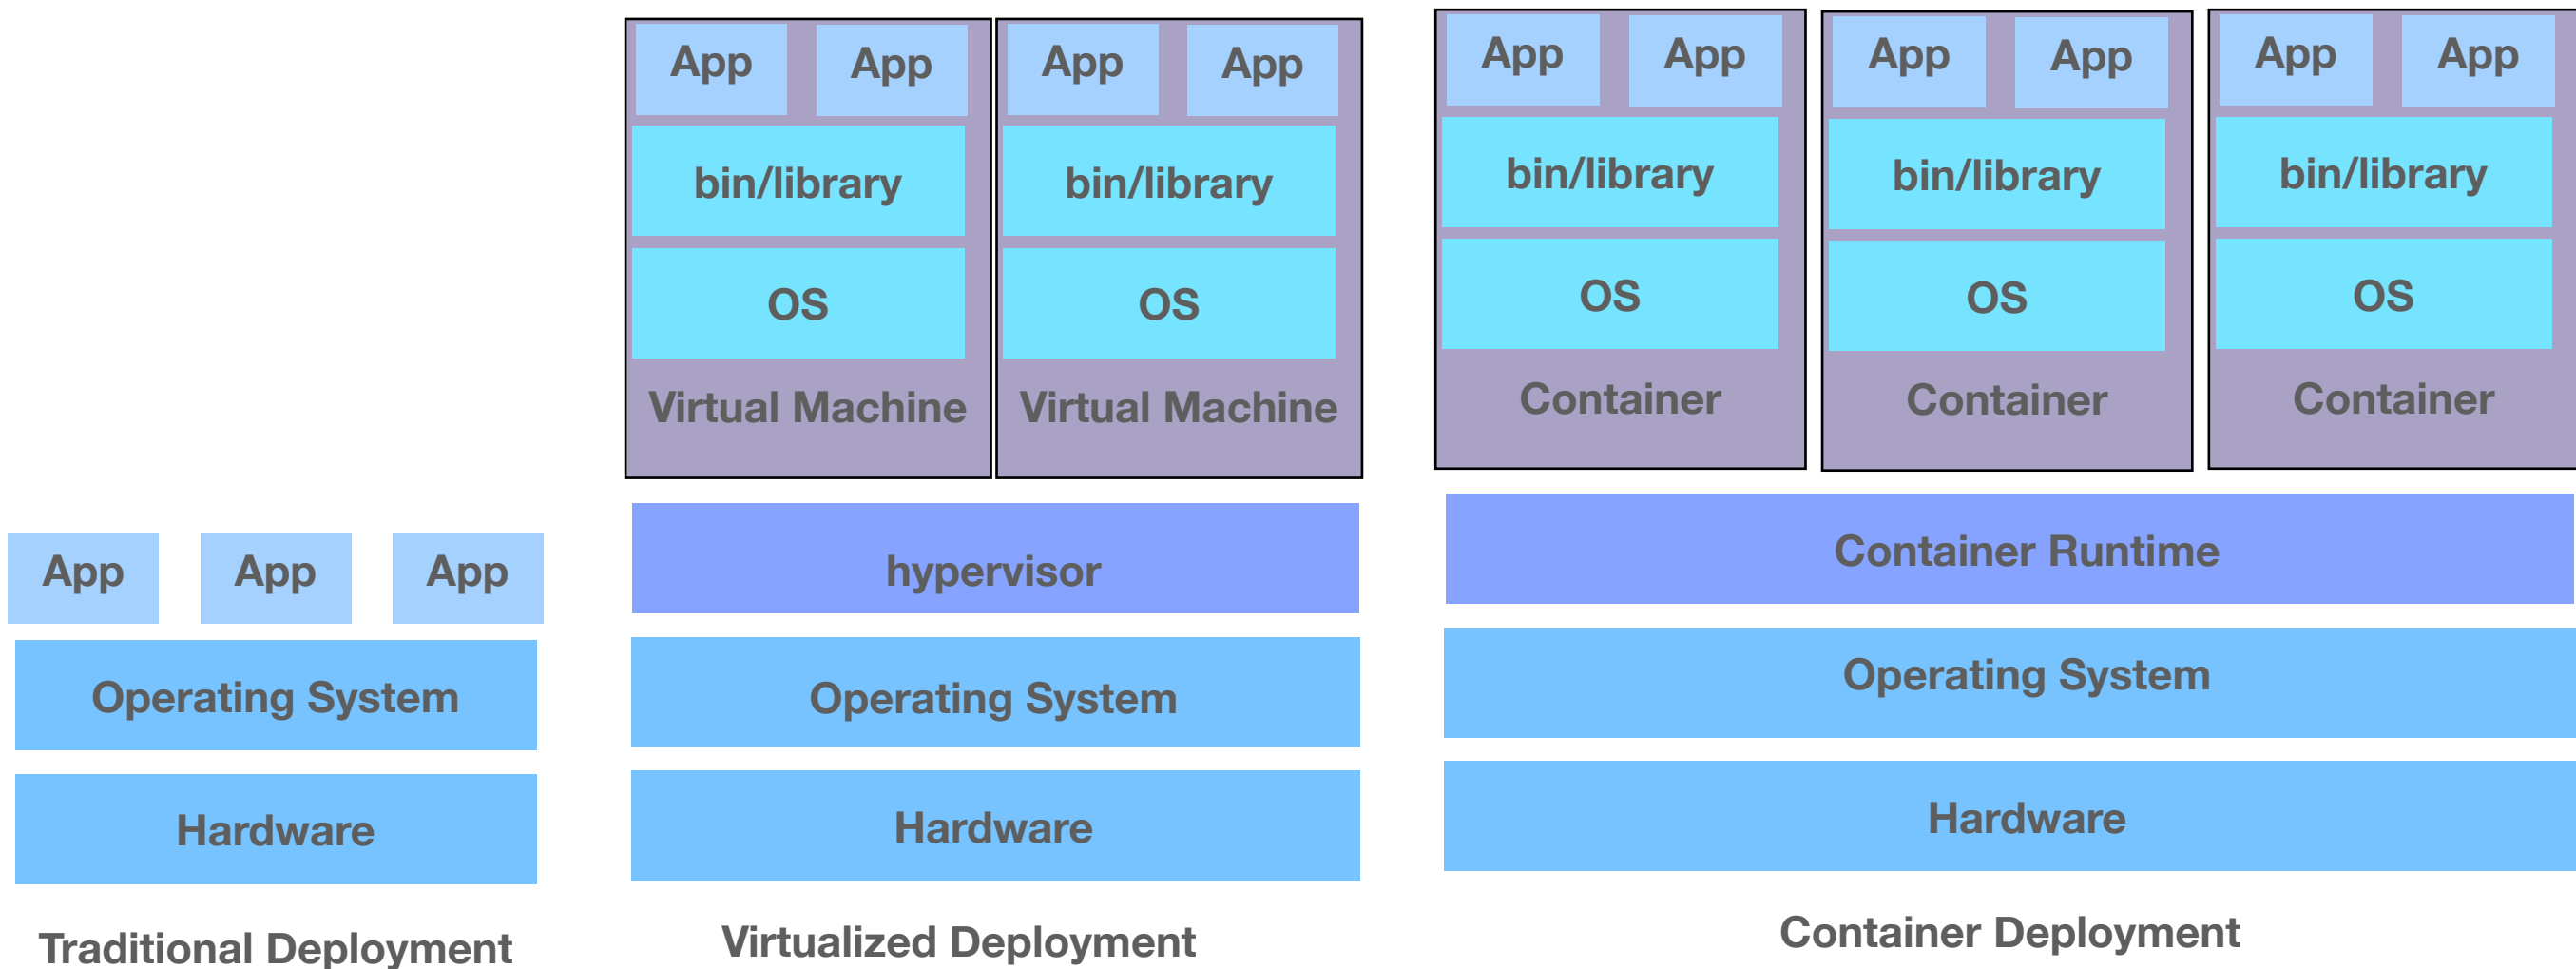 App App App
Operating System
Hardware
Traditional Deployment
App App App App
bin/library bin/library
OS OS
Virtual Machine Virtual Machine
hypervisor
Operating System
Hardware
Virtualized Deployment
App App App App App App
bin/library bin/library bin/library
OS OS OS
Container Container Container
Container Runtime
Operating System
Hardware
Container Deployment